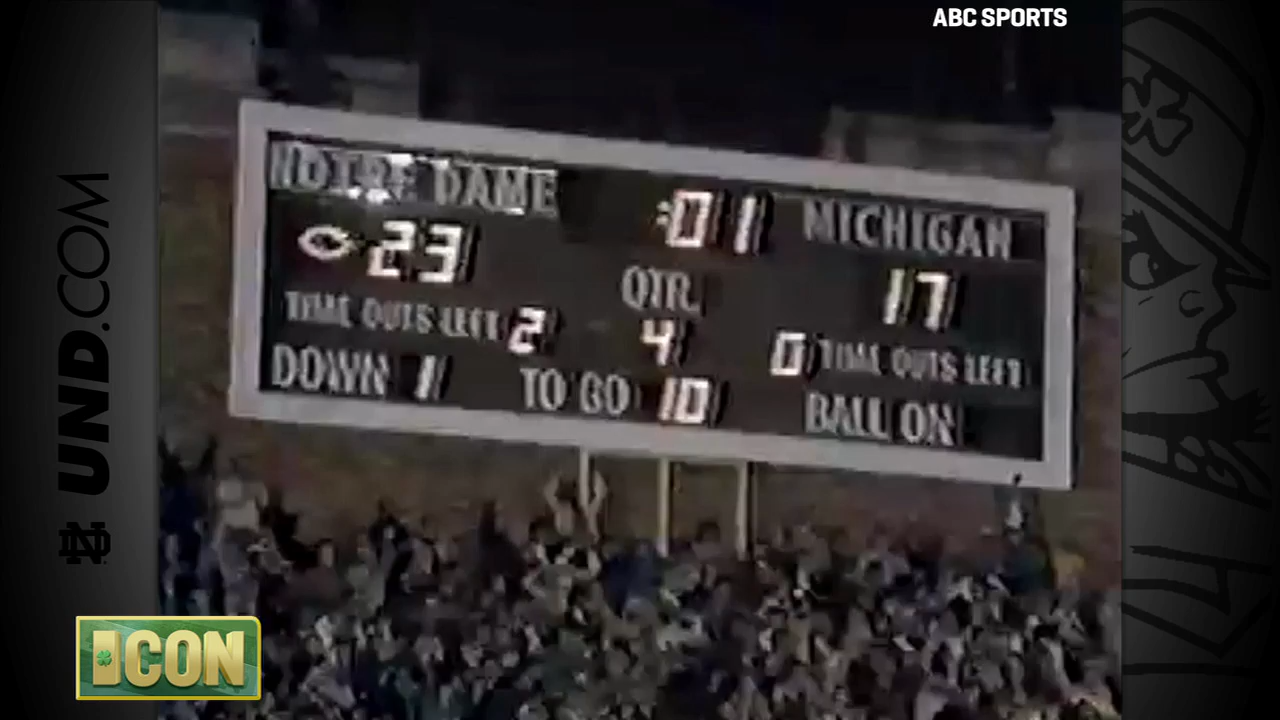 ABC SPORTS
NOTRE DAME :01 MICHIGAN
23 QTR. 17
TIME OUTS LEFT 2 4 0 TIME OUTS LEFT
DOWN 1 TO GO 10 BALL ON
UND.COM
ND
ICON